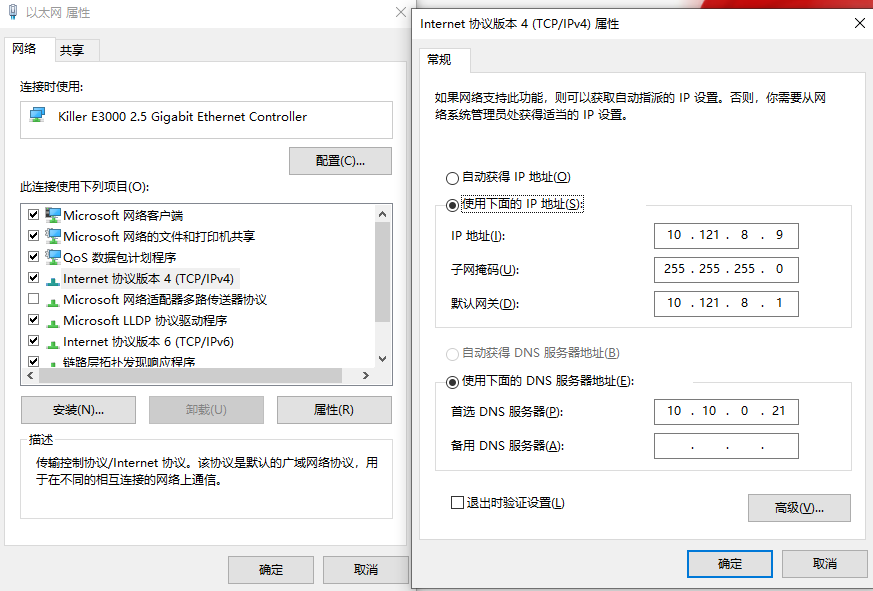 以太网 属性
网络
共享
连接时使用:
Killer E3000 2.5 Gigabit Ethernet Controller
配置(C)...
此连接使用下列项目(O):
Microsoft 网络客户端
Microsoft 网络的文件和打印机共享
QoS 数据包计划程序
Internet 协议版本 4 (TCP/IPv4)
Microsoft 网络适配器多路传送器协议
Microsoft LLDP 协议驱动程序
Internet 协议版本 6 (TCP/IPv6)
链路层拓扑发现响应程序
安装(N)...
卸载(U)
属性(R)
描述
传输控制协议/Internet 协议。该协议是默认的广域网络协议，用
于在不同的相互连接的网络上通信。
确定
取消
Internet 协议版本 4 (TCP/IPv4) 属性
常规
如果网络支持此功能，则可以获取自动指派的 IP 设置。否则，你需要从网
络系统管理员处获得适当的 IP 设置。
自动获得 IP 地址(O)
使用下面的 IP 地址(S):
IP 地址(I):
10 . 121 . 8 . 9
子网掩码(U):
255 . 255 . 255 . 0
默认网关(D):
10 . 121 . 8 . 1
自动获得 DNS 服务器地址(B)
使用下面的 DNS 服务器地址(E):
首选 DNS 服务器(P):
10 . 10 . 0 . 21
备用 DNS 服务器(A):
. . .
退出时验证设置(L)
高级(V)...
确定
取消